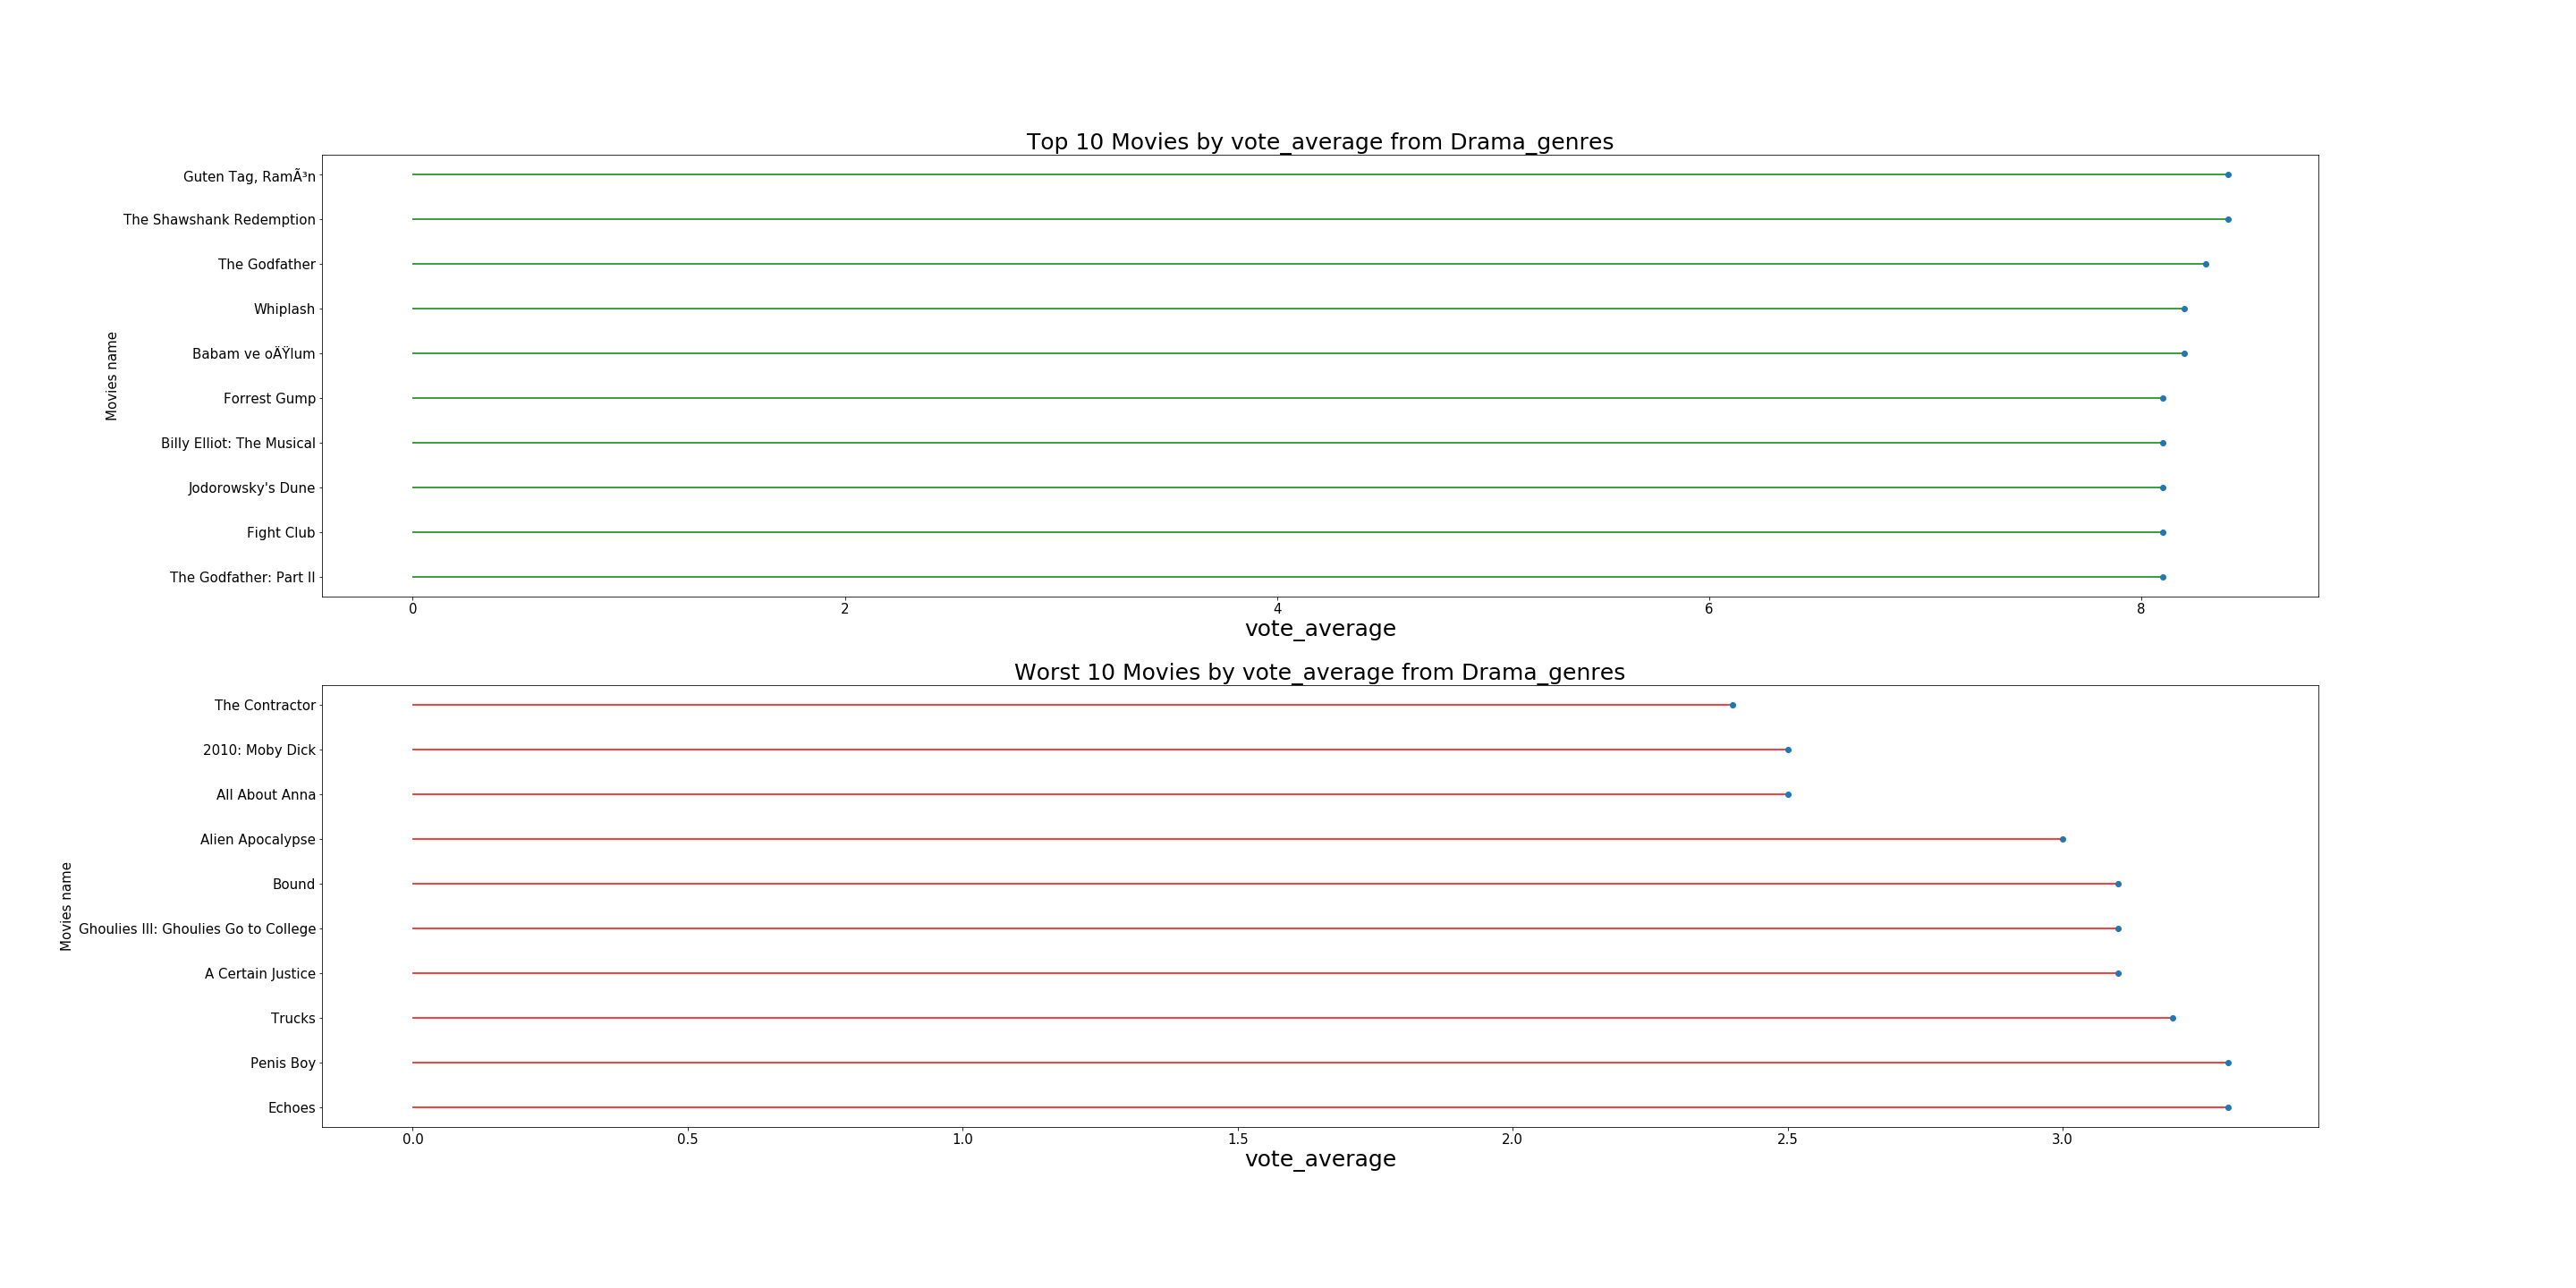 Top 10 Movies by vote_average from Drama_genres
Movies name
Guten Tag, RamÃ³n
The Shawshank Redemption
The Godfather
Whiplash
Babam ve oÄŸlum
Forrest Gump
Billy Elliot: The Musical
Jodorowsky's Dune
Fight Club
The Godfather: Part II
0 2 4 6 8
vote_average
Worst 10 Movies by vote_average from Drama_genres
Movies name
The Contractor
2010: Moby Dick
All About Anna
Alien Apocalypse
Bound
Ghoulies III: Ghoulies Go to College
A Certain Justice
Trucks
Penis Boy
Echoes
0.0 0.5 1.0 1.5 2.0 2.5 3.0
vote_average